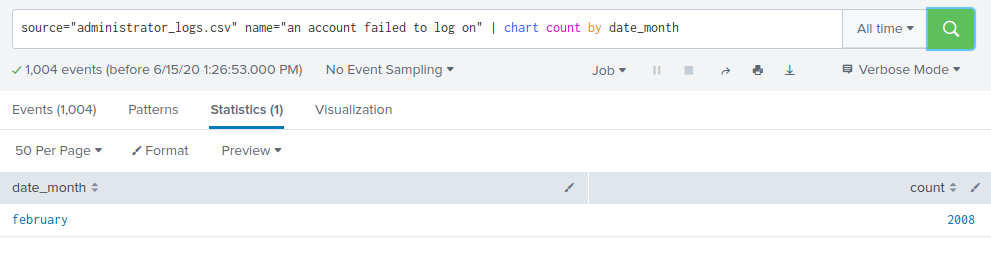 source="administrator_logs.csv" name="an account failed to log on" | chart count by date_month All time
1,004 events (before 6/15/20 1:26:53.000 PM) No Event Sampling Job Verbose Mode
Events (1,004) Patterns Statistics (1) Visualization
50 Per Page Format Preview
date_month count
february 2008